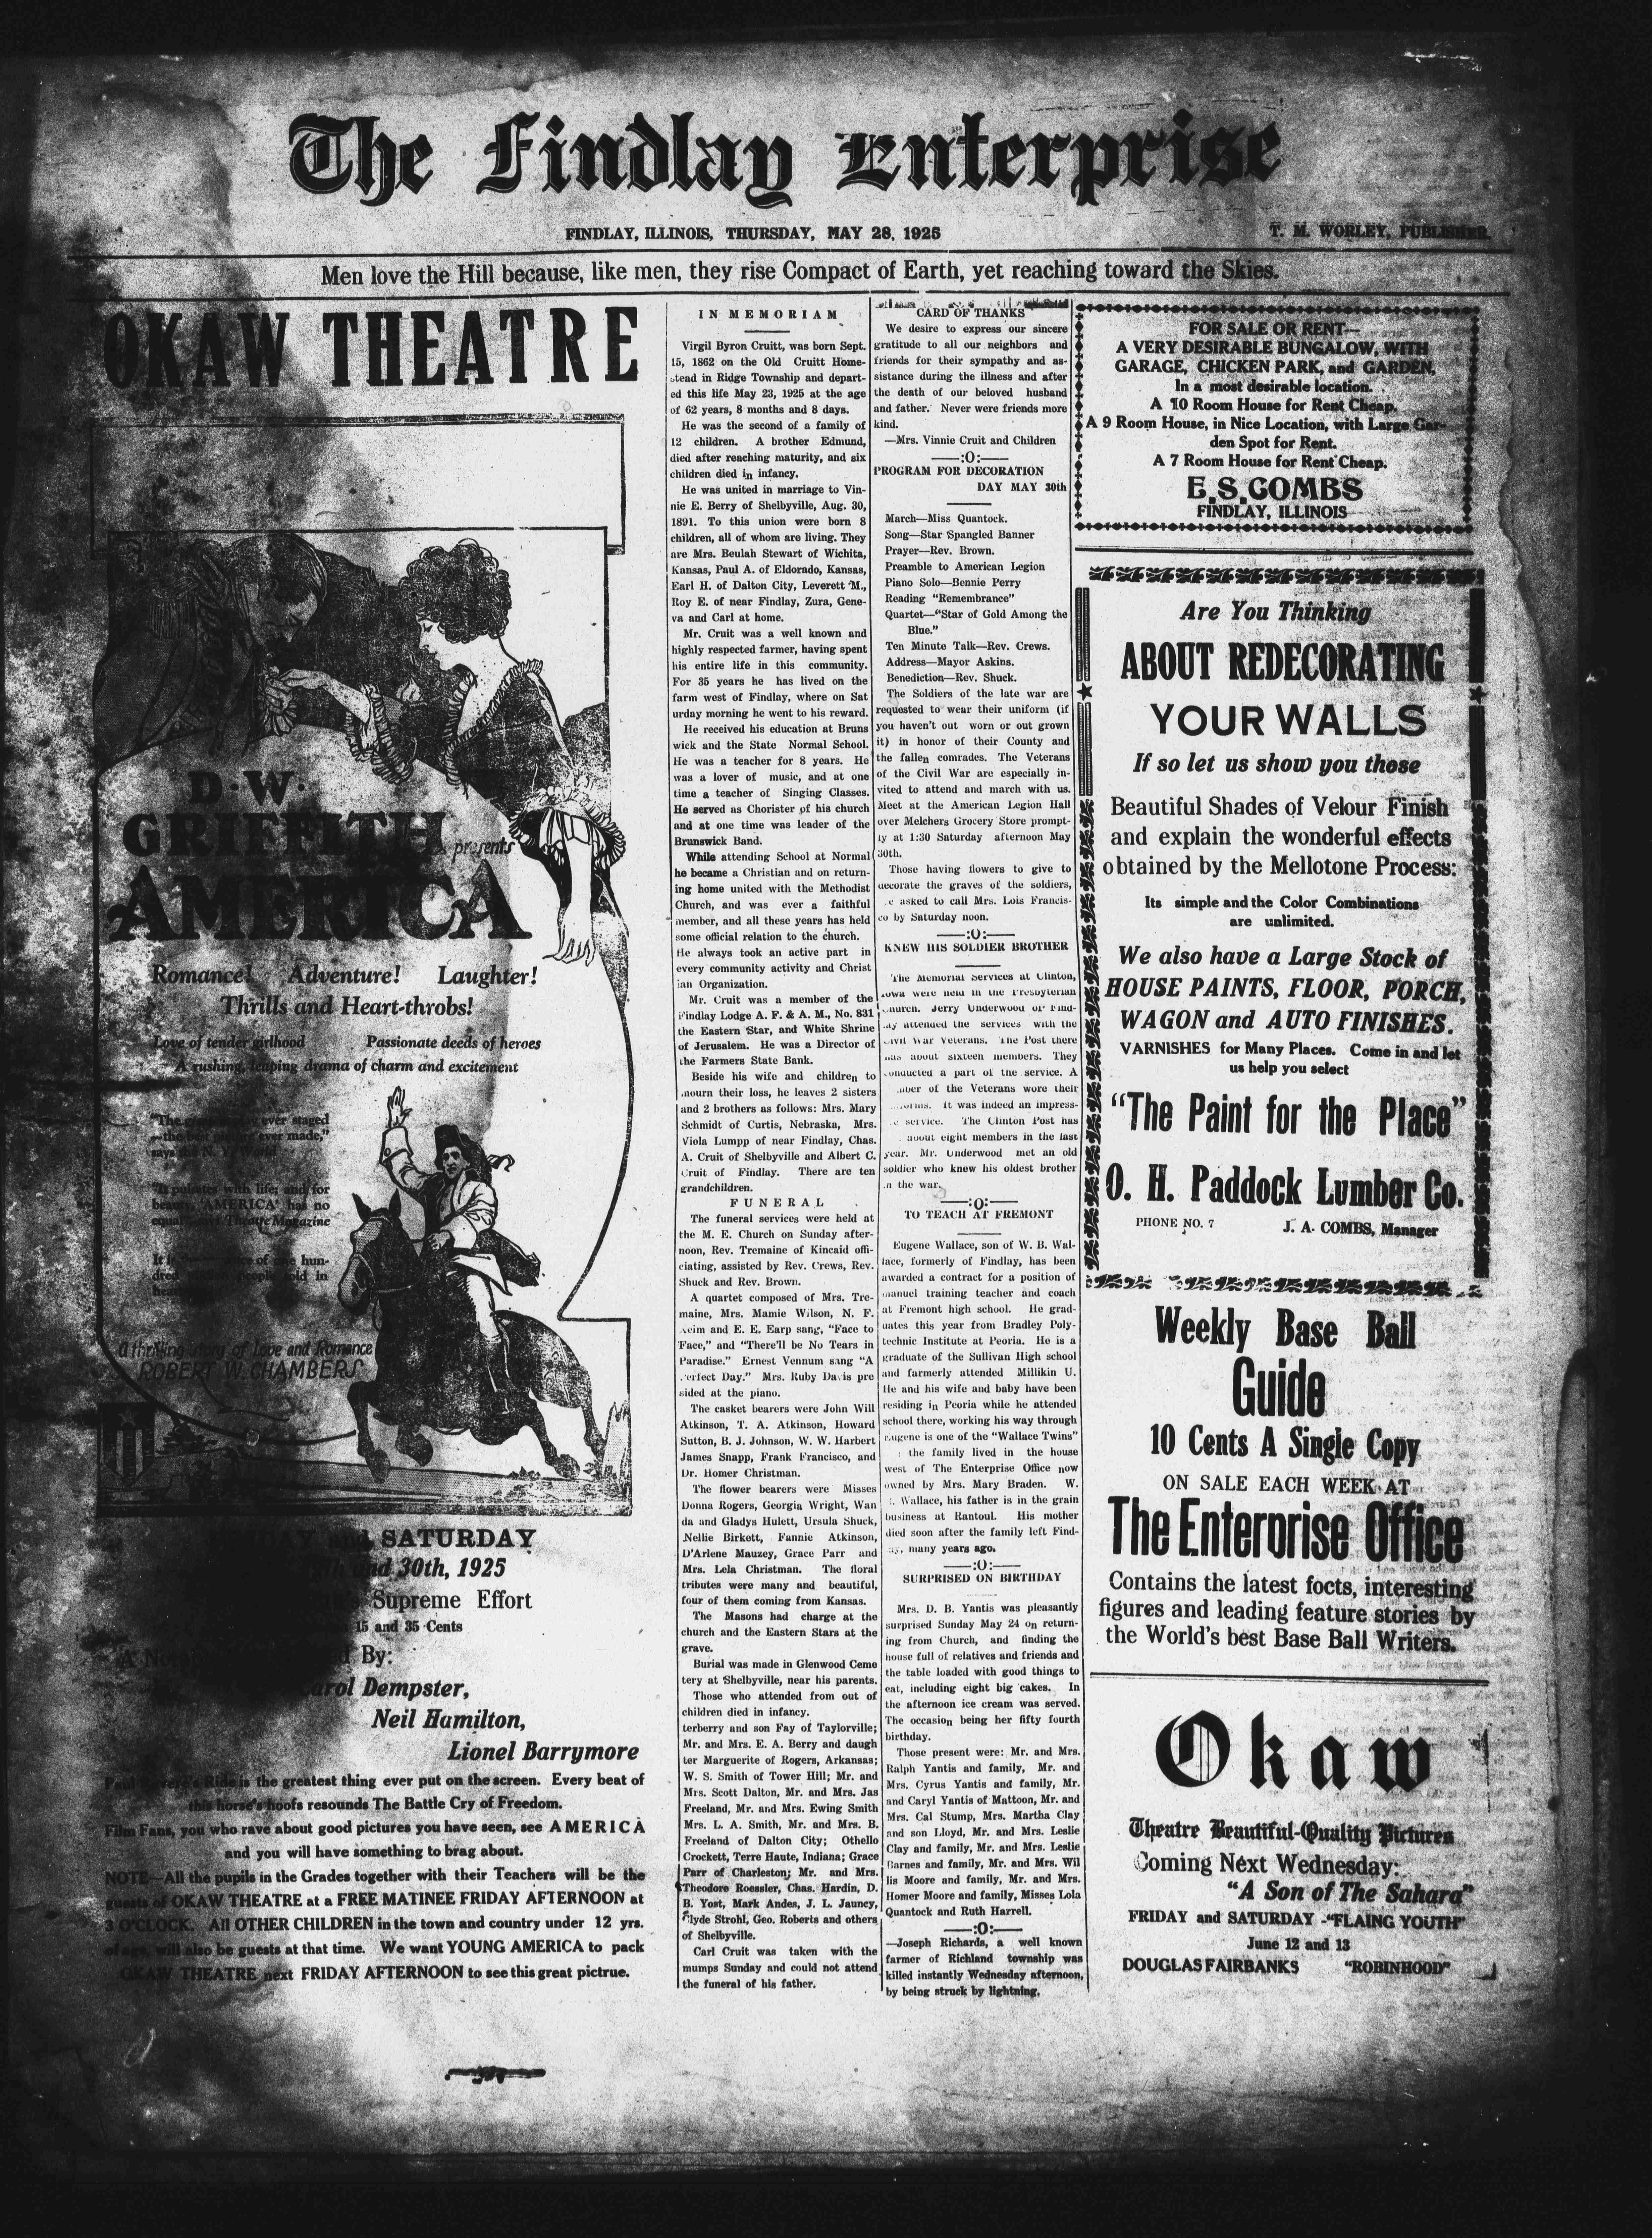 The Findlay Enterprise
FINDLAY, ILLINOIS, THURSDAY, MAY 28, 1925
T. M. WORLEY, PUBLISHER.
Men love the Hill because, like men, they rise Compact of Earth, yet reaching toward the Skies.
OKAW THEATRE
D. W.
GRIFFITH
presents
AMERICA
Romance! Adventure! Laughter!
Thrills and Heart-throbs!
Love of tender girlhood Passionate deeds of heroes
A rushing, leaping drama of charm and excitement
"The ever staged
—the best ever made,"
says the N. Y. World
"It pulsates with life; and for
beauty, 'AMERICA' has no
equal" Theatre Magazine
It is of one hun-
dred people told in
a thrilling story of Love and Romance
ROBERT W. CHAMBERS
and SATURDAY
and 30th, 1925
Supreme Effort
15 and 35 Cents
By:
Carol Dempster,
Neil Hamilton,
Lionel Barrymore
Paul Revere's Ride is the greatest thing ever put on the screen. Every beat of
this horse's hoofs resounds The Battle Cry of Freedom.
Film Fans, you who rave about good pictures you have seen, see AMERICA
and you will have something to brag about.
NOTE—All the pupils in the Grades together with their Teachers will be the
guests of OKAW THEATRE at a FREE MATINEE FRIDAY AFTERNOON at
3 O'CLOCK. All OTHER CHILDREN in the town and country under 12 yrs.
of age, will also be guests at that time. We want YOUNG AMERICA to pack
OKAW THEATRE next FRIDAY AFTERNOON to see this great pictrue.
IN MEMORIAM
Virgil Byron Cruitt, was born Sept.
15, 1862 on the Old Cruitt Home-
stead in Ridge Township and depart-
ed this life May 23, 1925 at the age
of 62 years, 8 months and 8 days.
He was the second of a family of
12 children. A brother Edmund,
died after reaching maturity, and six
children died in infancy.
He was united in marriage to Vin-
nie E. Berry of Shelbyville, Aug. 30,
1891. To this union were born 8
children, all of whom are living. They
are Mrs. Beulah Stewart of Wichita,
Kansas, Paul A. of Eldorado, Kansas,
Earl H. of Dalton City, Leverett M.,
Roy E. of near Findlay, Zura, Gene-
va and Carl at home.
Mr. Cruit was a well known and
highly respected farmer, having spent
his entire life in this community.
For 35 years he has lived on the
farm west of Findlay, where on Sat
urday morning he went to his reward.
He received his education at Bruns
wick and the State Normal School.
He was a teacher for 8 years. He
was a lover of music, and at one
time a teacher of Singing Classes.
He served as Chorister of his church
and at one time was leader of the
Brunswick Band.
While attending School at Normal
he became a Christian and on return-
ing home united with the Methodist
Church, and was ever a faithful
member, and all these years has held
some official relation to the church.
He always took an active part in
every community activity and Christ
ian Organization.
Mr. Cruit was a member of the
Findlay Lodge A. F. & A. M., No. 831
the Eastern Star, and White Shrine
of Jerusalem. He was a Director of
the Farmers State Bank.
Beside his wife and children to
mourn their loss, he leaves 2 sisters
and 2 brothers as follows: Mrs. Mary
Schmidt of Curtis, Nebraska, Mrs.
Viola Lumpp of near Findlay, Chas.
A. Cruit of Shelbyville and Albert C.
Cruit of Findlay. There are ten
grandchildren.
FUNERAL
The funeral services were held at
the M. E. Church on Sunday after-
noon, Rev. Tremaine of Kincaid offi-
ciating, assisted by Rev. Crews, Rev.
Shuck and Rev. Brown.
A quartet composed of Mrs. Tre-
maine, Mrs. Mamie Wilson, N. F.
and E. E. Earp sang, "Face to
Face," and "There'll be No Tears in
Paradise." Ernest Vennum sang "A
Perfect Day." Mrs. Ruby Davis pre
sided at the piano.
The casket bearers were John Will
Atkinson, T. A. Atkinson, Howard
Sutton, B. J. Johnson, W. W. Harbert
James Snapp, Frank Francisco, and
Dr. Homer Christman.
The flower bearers were Misses
Donna Rogers, Georgia Wright, Wan
da and Gladys Hulett, Ursula Shuck,
Nellie Birkett, Fannie Atkinson,
D'Arlene Mauzey, Grace Parr and
Mrs. Lela Christman. The floral
tributes were many and beautiful,
four of them coming from Kansas.
The Masons had charge at the
church and the Eastern Stars at the
grave.
Burial was made in Glenwood Ceme
tery at Shelbyville, near his parents.
Those who attended from out of
children died in infancy.
terberry and son Fay of Taylorville;
Mr. and Mrs. E. A. Berry and daugh
ter Marguerite of Rogers, Arkansas;
W. S. Smith of Tower Hill; Mr. and
Mrs. Scott Dalton, Mr. and Mrs. Jas
Freeland, Mr. and Mrs. Ewing Smith
Mrs. L. A. Smith, Mr. and Mrs. B.
Freeland of Dalton City; Othello
Crockett, Terre Haute, Indiana; Grace
Parr of Charleston; Mr. and Mrs.
Theodore Roessler, Chas. Hardin, D.
B. Yost, Mark Andes, J. L. Jauncy,
Clyde Strohl, Geo. Roberts and others
of Shelbyville.
Carl Cruit was taken with the
mumps Sunday and could not attend
the funeral of his father.
CARD OF THANKS
We desire to express our sincere
gratitude to all our neighbors and
friends for their sympathy and as-
sistance during the illness and after
the death of our beloved husband
and father. Never were friends more
kind.
—Mrs. Vinnie Cruit and Children
—:O:—
PROGRAM FOR DECORATION
DAY MAY 30th
March—Miss Quantock.
Song—Star Spangled Banner
Prayer—Rev. Brown.
Preamble to American Legion
Piano Solo—Bennie Perry
Reading "Remembrance"
Quartet—"Star of Gold Among the
Blue."
Ten Minute Talk—Rev. Crews.
Address—Mayor Askins.
Benediction—Rev. Shuck.
The Soldiers of the late war are
requested to wear their uniform (if
you haven't out worn or out grown
it) in honor of their County and
the fallen comrades. The Veterans
of the Civil War are especially in-
vited to attend and march with us.
Meet at the American Legion Hall
over Melchers Grocery Store prompt-
ly at 1:30 Saturday afternoon May
30th.
Those having flowers to give to
decorate the graves of the soldiers,
e asked to call Mrs. Lois Francis-
co by Saturday noon.
—:O:—
KNEW HIS SOLDIER BROTHER
The Memorial Services at Clinton,
Iowa were held in the Presbyterian
Church. Jerry Underwood of Find-
lay attended the services with the
Civil War Veterans. The Post there
has about sixteen members. They
conducted a part of the service. A
number of the Veterans wore their
uniforms. It was indeed an impress-
service. The Clinton Post has
about eight members in the last
year. Mr. Underwood met an old
soldier who knew his oldest brother
in the war.
—:O:—
TO TEACH AT FREMONT
Eugene Wallace, son of W. B. Wal-
lace, formerly of Findlay, has been
awarded a contract for a position of
manuel training teacher and coach
at Fremont high school. He grad-
uates this year from Bradley Poly-
technic Institute at Peoria. He is a
graduate of the Sullivan High school
and farmerly attended Millikin U.
He and his wife and baby have been
residing in Peoria while he attended
school there, working his way through
Eugene is one of the "Wallace Twins"
the family lived in the house
west of The Enterprise Office now
owned by Mrs. Mary Braden. W.
Wallace, his father is in the grain
business at Rantoul. His mother
died soon after the family left Find-
lay, many years ago.
—:O:—
SURPRISED ON BIRTHDAY
Mrs. D. B. Yantis was pleasantly
surprised Sunday May 24 on return-
ing from Church, and finding the
house full of relatives and friends and
the table loaded with good things to
eat, including eight big cakes. In
the afternoon ice cream was served.
The occasion being her fifty fourth
birthday.
Those present were: Mr. and Mrs.
Ralph Yantis and family, Mr. and
Mrs. Cyrus Yantis and family, Mr.
and Caryl Yantis of Mattoon, Mr. and
Mrs. Cal Stump, Mrs. Martha Clay
and son Lloyd, Mr. and Mrs. Leslie
Clay and family, Mr. and Mrs. Leslie
Barnes and family, Mr. and Mrs. Wil
lis Moore and family, Mr. and Mrs.
Homer Moore and family, Misses Lola
Quantock and Ruth Harrell.
—:O:—
—Joseph Richards, a well known
farmer of Richland township was
killed instantly Wednesday afternoon,
by being struck by lightning.
FOR SALE OR RENT—
A VERY DESIRABLE BUNGALOW, WITH
GARAGE, CHICKEN PARK, and GARDEN,
In a most desirable location.
A 10 Room House for Rent Cheap.
A 9 Room House, in Nice Location, with Large Gar-
den Spot for Rent.
A 7 Room House for Rent Cheap.
E. S. COMBS
FINDLAY, ILLINOIS
Are You Thinking
ABOUT REDECORATING
YOUR WALLS
If so let us show you those
Beautiful Shades of Velour Finish
and explain the wonderful effects
obtained by the Mellotone Process:
Its simple and the Color Combinations
are unlimited.
We also have a Large Stock of
HOUSE PAINTS, FLOOR, PORCH,
WAGON and AUTO FINISHES.
VARNISHES for Many Places. Come in and let
us help you select
"The Paint for the Place"
O. H. Paddock Lumber Co.
PHONE NO. 7 J. A. COMBS, Manager
Weekly Base Ball
Guide
10 Cents A Single Copy
ON SALE EACH WEEK AT
The Enterprise Office
Contains the latest focts, interesting
figures and leading feature stories by
the World's best Base Ball Writers.
Okaw
Theatre Beautiful-Quality Pictures
Coming Next Wednesday:
"A Son of The Sahara"
FRIDAY and SATURDAY -"FLAING YOUTH"
June 12 and 13
DOUGLAS FAIRBANKS "ROBINHOOD"